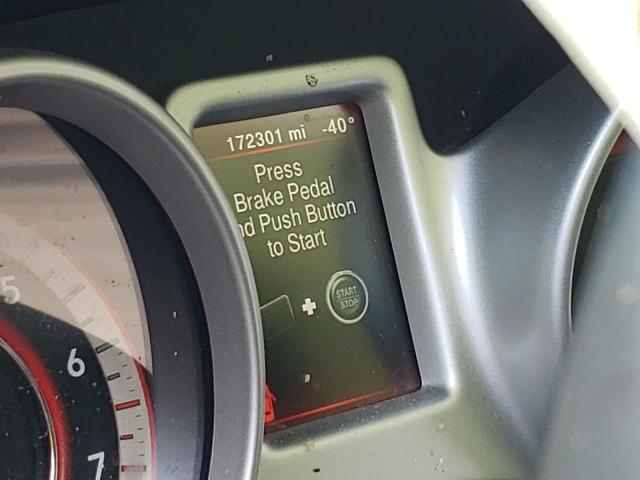 172301 mi -40°
Press
Brake Pedal
nd Push Button
to Start
START
STOP
5
6
7